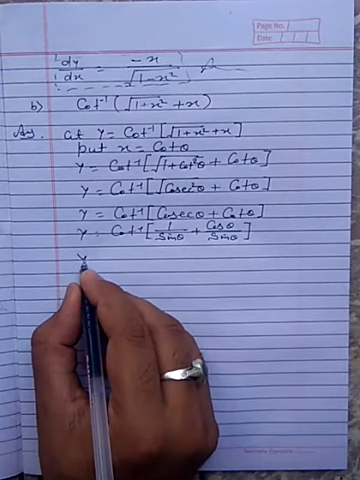 Page No.
Date
dy/dx = -x/√1-x²
b) Cot⁻¹(√1+x² + x)
Ans. let y = Cot⁻¹[√1+x² + x]
put x = Cotθ
y = Cot⁻¹[√1+Cot²θ + Cotθ]
y = Cot⁻¹[√Cosec²θ + Cotθ]
y = Cot⁻¹[Cosecθ + Cotθ]
y = Cot⁻¹[1/Sinθ + Cosθ/Sinθ]
y